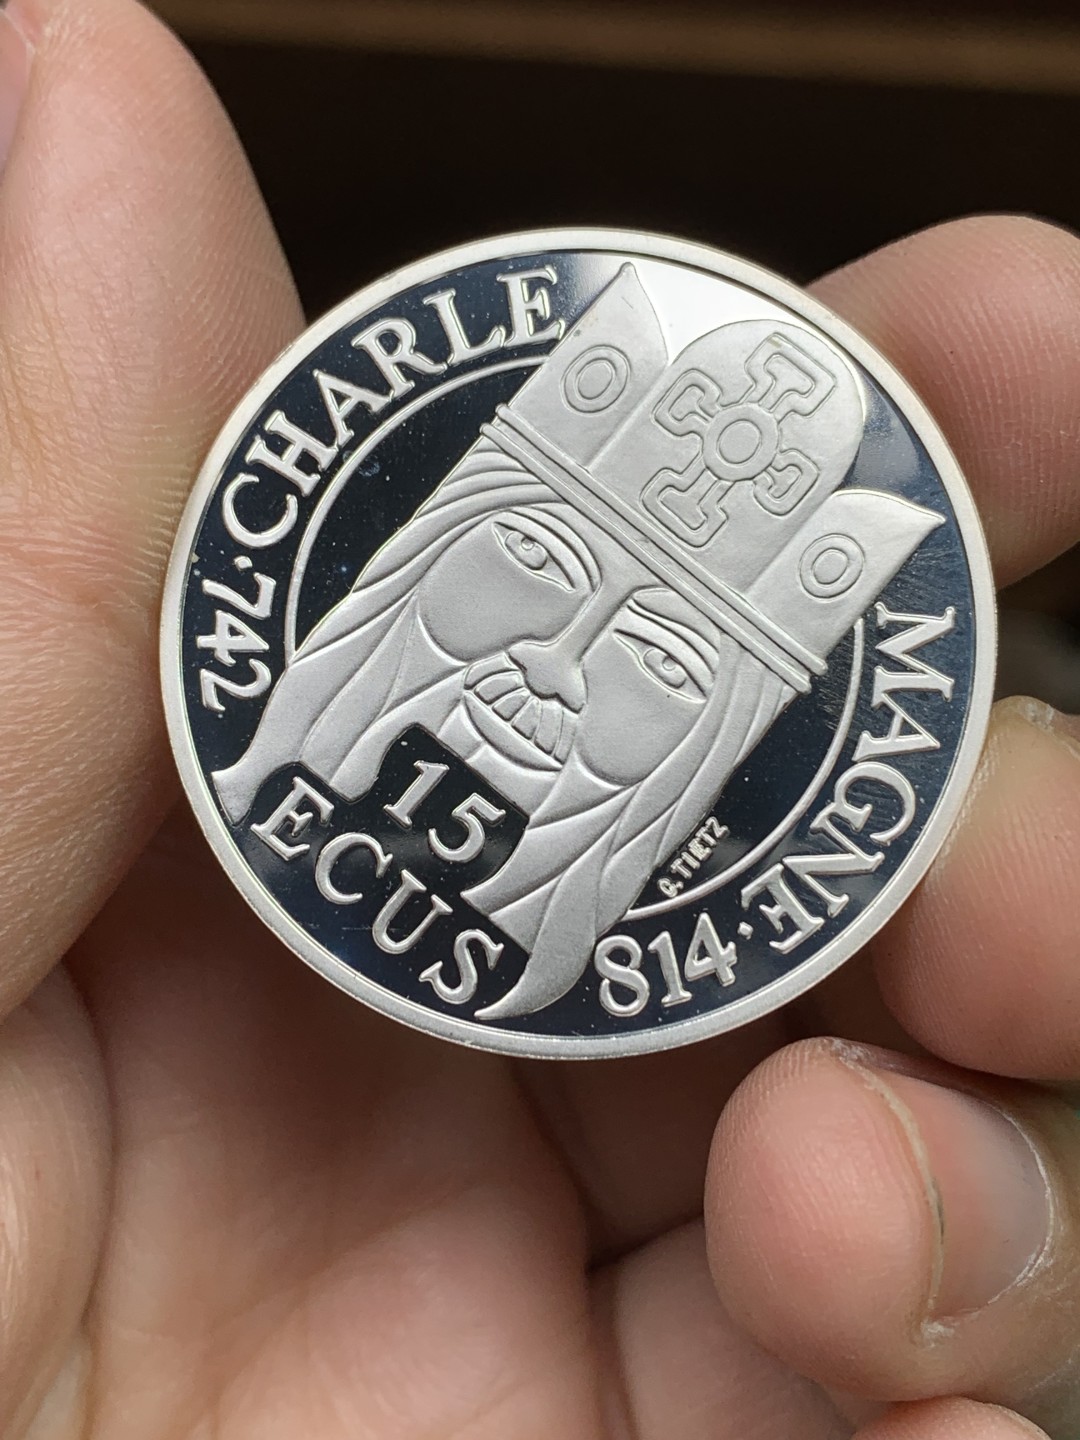 742·CHARLE
MAGNE·814
15
ECUS
G. TIETZ